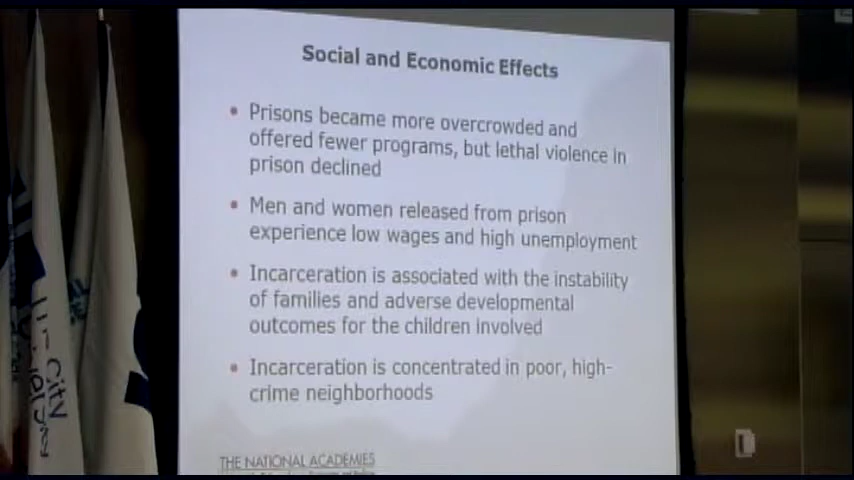 Social and Economic Effects
• Prisons became more overcrowded and
offered fewer programs, but lethal violence in
prison declined
• Men and women released from prison
experience low wages and high unemployment
• Incarceration is associated with the instability
of families and adverse developmental
outcomes for the children involved
• Incarceration is concentrated in poor, high-
crime neighborhoods
THE NATIONAL ACADEMIES
CITY